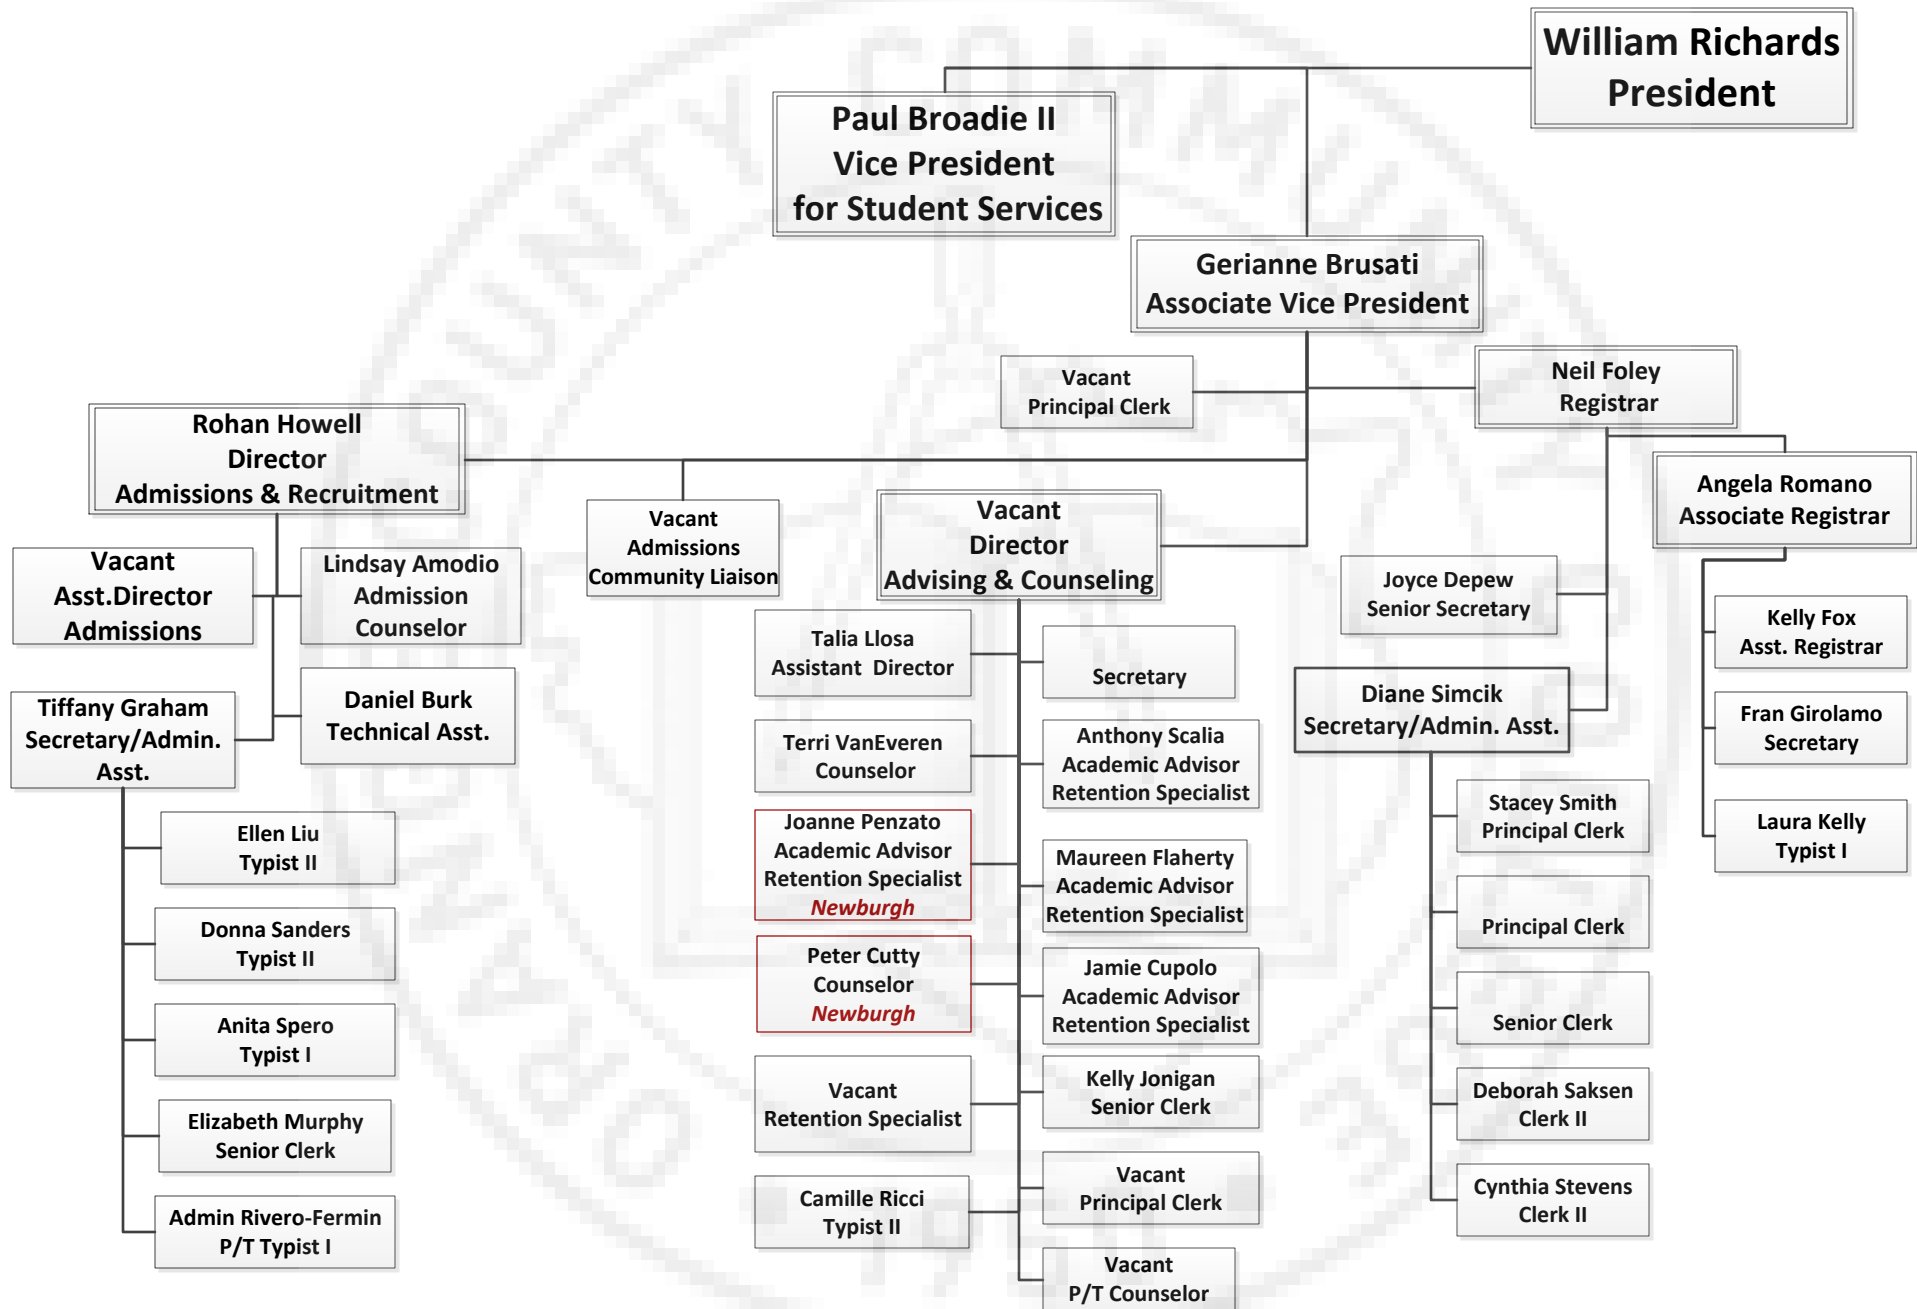 William Richards
President
Paul Broadie II
Vice President
for Student Services
Gerianne Brusati
Associate Vice President
Vacant
Principal Clerk
Neil Foley
Registrar
Rohan Howell
Director
Admissions & Recruitment
Vacant
Admissions
Community Liaison
Vacant
Director
Advising & Counseling
Angela Romano
Associate Registrar
Vacant
Asst.Director
Admissions
Lindsay Amodio
Admission
Counselor
Tiffany Graham
Secretary/Admin.
Asst.
Daniel Burk
Technical Asst.
Ellen Liu
Typist II
Donna Sanders
Typist II
Anita Spero
Typist I
Elizabeth Murphy
Senior Clerk
Admin Rivero-Fermin
P/T Typist I
Talia Llosa
Assistant Director
Secretary
Terri VanEveren
Counselor
Anthony Scalia
Academic Advisor
Retention Specialist
Joanne Penzato
Academic Advisor
Retention Specialist
Newburgh
Maureen Flaherty
Academic Advisor
Retention Specialist
Peter Cutty
Counselor
Newburgh
Jamie Cupolo
Academic Advisor
Retention Specialist
Vacant
Retention Specialist
Kelly Jonigan
Senior Clerk
Camille Ricci
Typist II
Vacant
Principal Clerk
Vacant
P/T Counselor
Joyce Depew
Senior Secretary
Diane Simcik
Secretary/Admin. Asst.
Stacey Smith
Principal Clerk
Principal Clerk
Senior Clerk
Deborah Saksen
Clerk II
Cynthia Stevens
Clerk II
Kelly Fox
Asst. Registrar
Fran Girolamo
Secretary
Laura Kelly
Typist I
COUNTY COMMUNITY